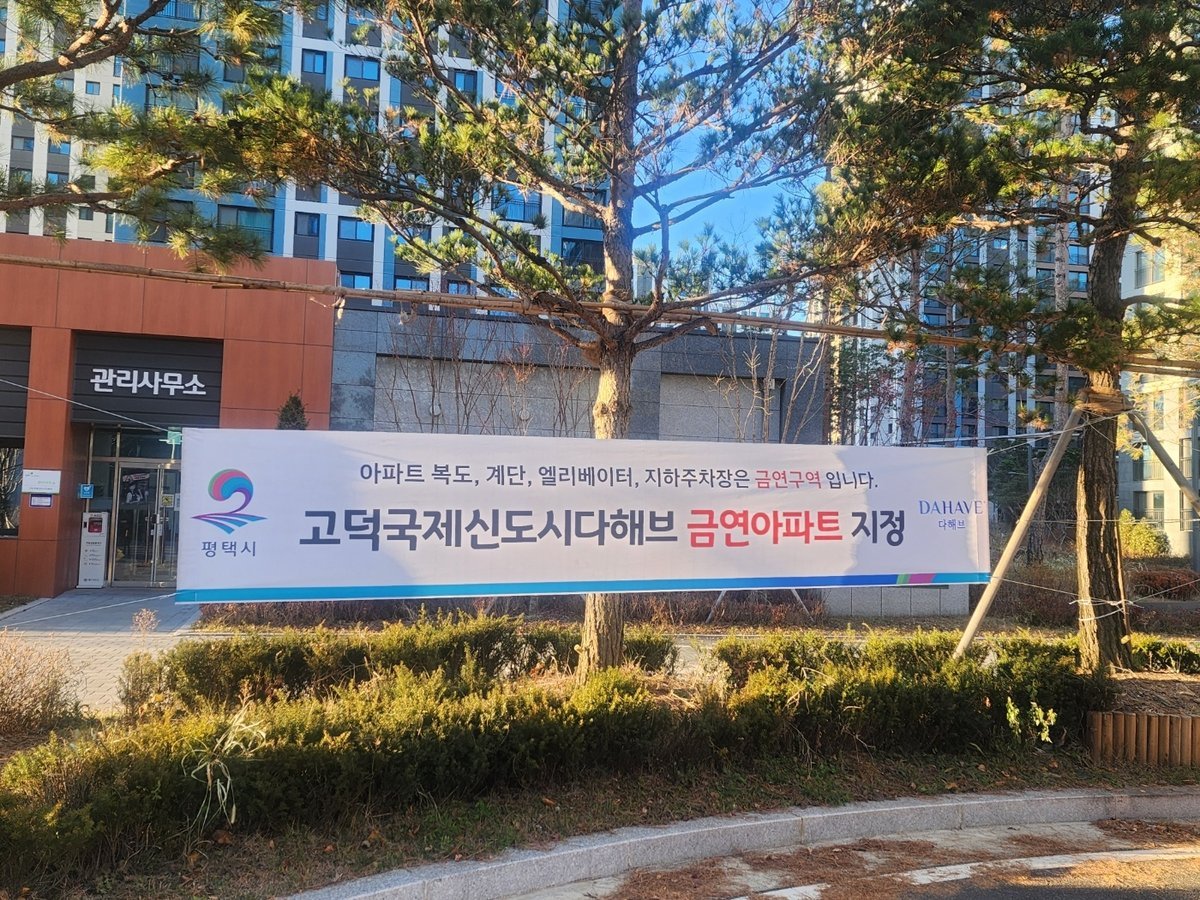 관리사무소
아파트 복도, 계단, 엘리베이터, 지하주차장은 금연구역 입니다.
고덕국제신도시다해브 금연아파트 지정
평택시
DAHAVE
다해브